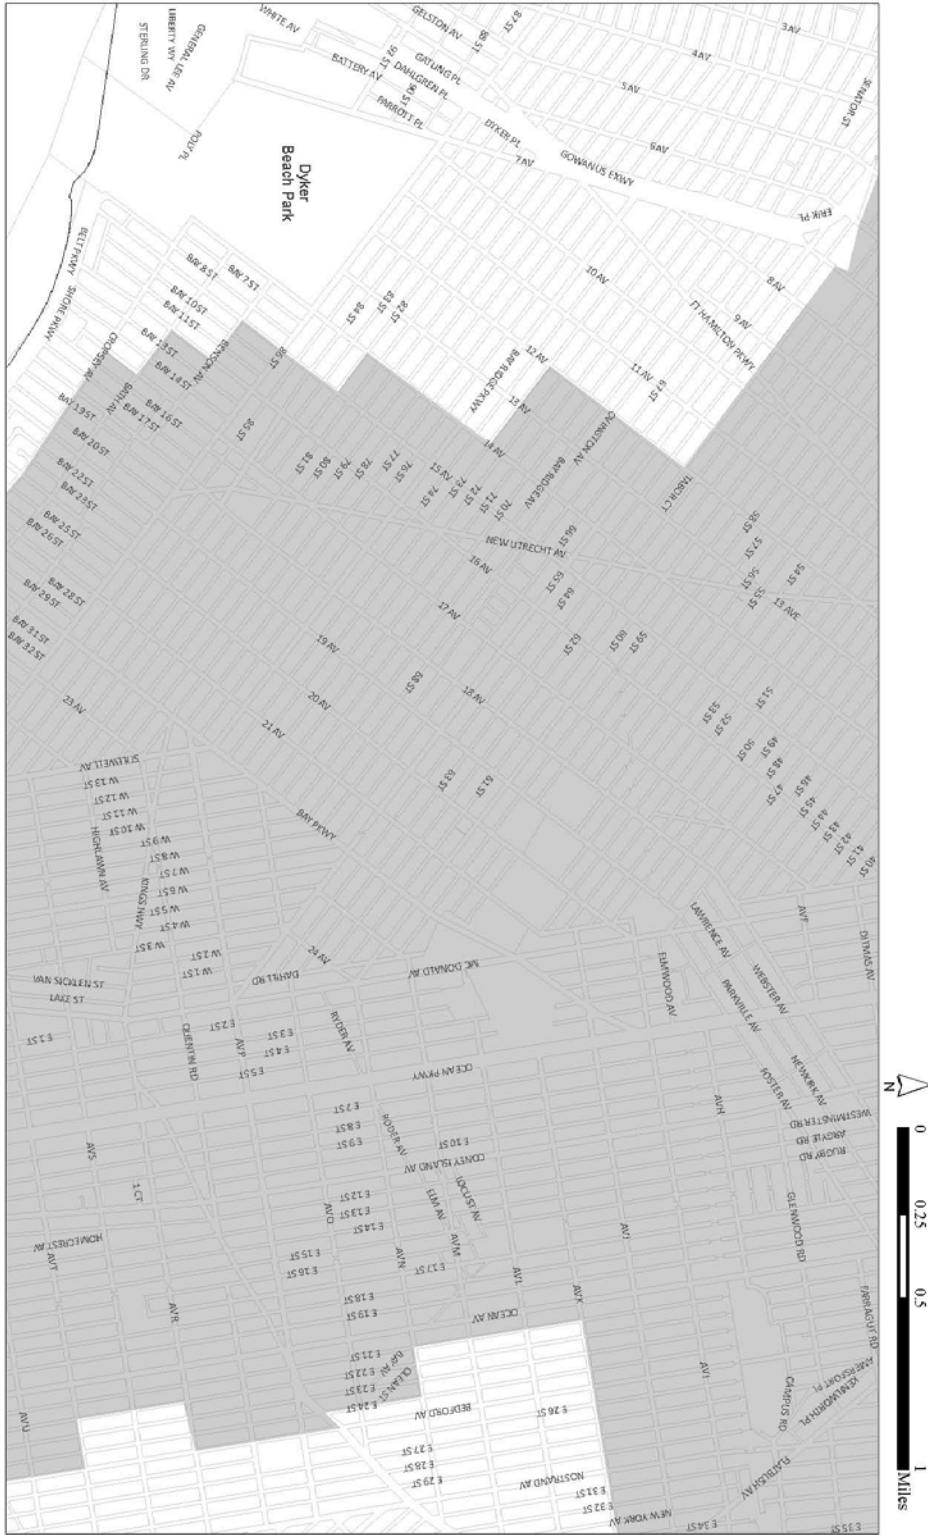 WHITE AV
GELSTON AV
87 ST
88 ST
3 AV
4 AV
5 AV
6 AV
SENATOR ST
LIBERTY WY
STERLING DR
GENERAL LEE AV
BATTERY AV
92 ST
GATLING PL
DAHLGREN PL
90 ST
PARROTT PL
DYKER PL
7 AV
GOWANUS EXWY
POLY PL
Dyker
Beach Park
ERIK PL
BELT PKWY
SHORE PKWY
BAY 7 ST
BAY 8 ST
BAY 10 ST
BAY 11 ST
BAY 13 ST
BAY 14 ST
BAY 16 ST
BAY 17 ST
BAY 19 ST
BAY 20 ST
BAY 22 ST
BAY 23 ST
BAY 25 ST
BAY 26 ST
BAY 28 ST
BAY 29 ST
BAY 31 ST
BAY 32 ST
CROPSEY AV
BATH AV
BENSON AV
86 ST
85 ST
84 ST
83 ST
82 ST
81 ST
80 ST
79 ST
78 ST
77 ST
76 ST
15 AV
74 ST
73 ST
72 ST
71 ST
70 ST
8 AV
9 AV
10 AV
FT HAMILTON PKWY
11 AV
67 ST
12 AV
BAY RIDGE PKWY
13 AV
14 AV
OVINGTON AV
BAY RIDGE AV
TABOR CT
NEW UTRECHT AV
66 ST
65 ST
64 ST
62 ST
60 ST
59 ST
58 ST
57 ST
56 ST
55 ST
54 ST
13 AVE
16 AV
17 AV
18 AV
68 ST
19 AV
20 AV
21 AV
23 AV
63 ST
61 ST
53 ST
52 ST
51 ST
50 ST
49 ST
48 ST
47 ST
46 ST
45 ST
44 ST
43 ST
42 ST
41 ST
40 ST
STILLWELL AV
W 13 ST
W 12 ST
W 11 ST
W 10 ST
W 9 ST
W 8 ST
W 7 ST
W 6 ST
W 5 ST
W 4 ST
W 3 ST
W 2 ST
W 1 ST
HIGHLAWN AV
KINGS HWY
BAY PKWY
24 AV
DAHILL RD
MC DONALD AV
VAN SICKLEN ST
LAKE ST
E 1 ST
E 2 ST
E 3 ST
E 4 ST
E 5 ST
QUENTIN RD
AV P
RYDER AV
OCEAN PKWY
LAWRENCE AV
WEBSTER AV
PARKVILLE AV
ELMWOOD AV
AV F
DITMAS AV
NEWKIRK AV
FOSTER AV
AV H
WESTMINSTER RD
ARGYLE RD
RUGBY RD
E 7 ST
E 8 ST
E 9 ST
RODER AV
E 10 ST
CONEY ISLAND AV
LOCUST AV
ELM AV
AV M
AV S
1 CT
HOMECREST AV
AV T
E 12 ST
E 13 ST
E 14 ST
AV O
E 15 ST
E 16 ST
AV N
E 17 ST
E 18 ST
E 19 ST
AV R
AV L
AV K
AV J
GLENWOOD RD
FARRAGUT RD
OCEAN AV
E 21 ST
E 22 ST
E 23 ST
E 24 ST
BAY AV
OLEAN ST
BEDFORD AV
E 26 ST
E 27 ST
E 28 ST
E 29 ST
NOSTRAND AV
E 31 ST
E 32 ST
NEW YORK AV
E 34 ST
E 35 ST
AV I
CAMPUS RD
AMERSFORT PL
KENILWORTH PL
FLATBUSH AV
AV U
N
0 0.25 0.5 1
Miles